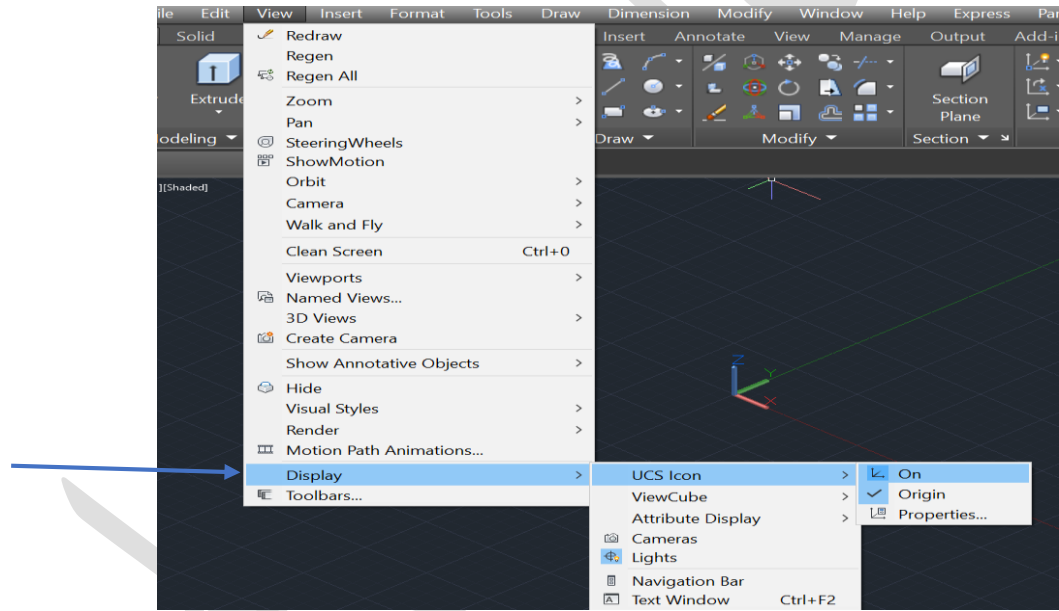 ile Edit View Insert Format Tools Draw Dimension Modify Window Help Express Par
Solid Insert Annotate View Manage Output Add-i
Extrude
Section
Plane
odeling Draw Modify Section
][Shaded]
Redraw
Regen
Regen All
Zoom
Pan
SteeringWheels
ShowMotion
Orbit
Camera
Walk and Fly
Clean Screen Ctrl+0
Viewports
Named Views...
3D Views
Create Camera
Show Annotative Objects
Hide
Visual Styles
Render
Motion Path Animations...
Display
Toolbars...
UCS Icon
ViewCube
Attribute Display
Cameras
Lights
Navigation Bar
Text Window Ctrl+F2
On
Origin
Properties...
Z
Y
X